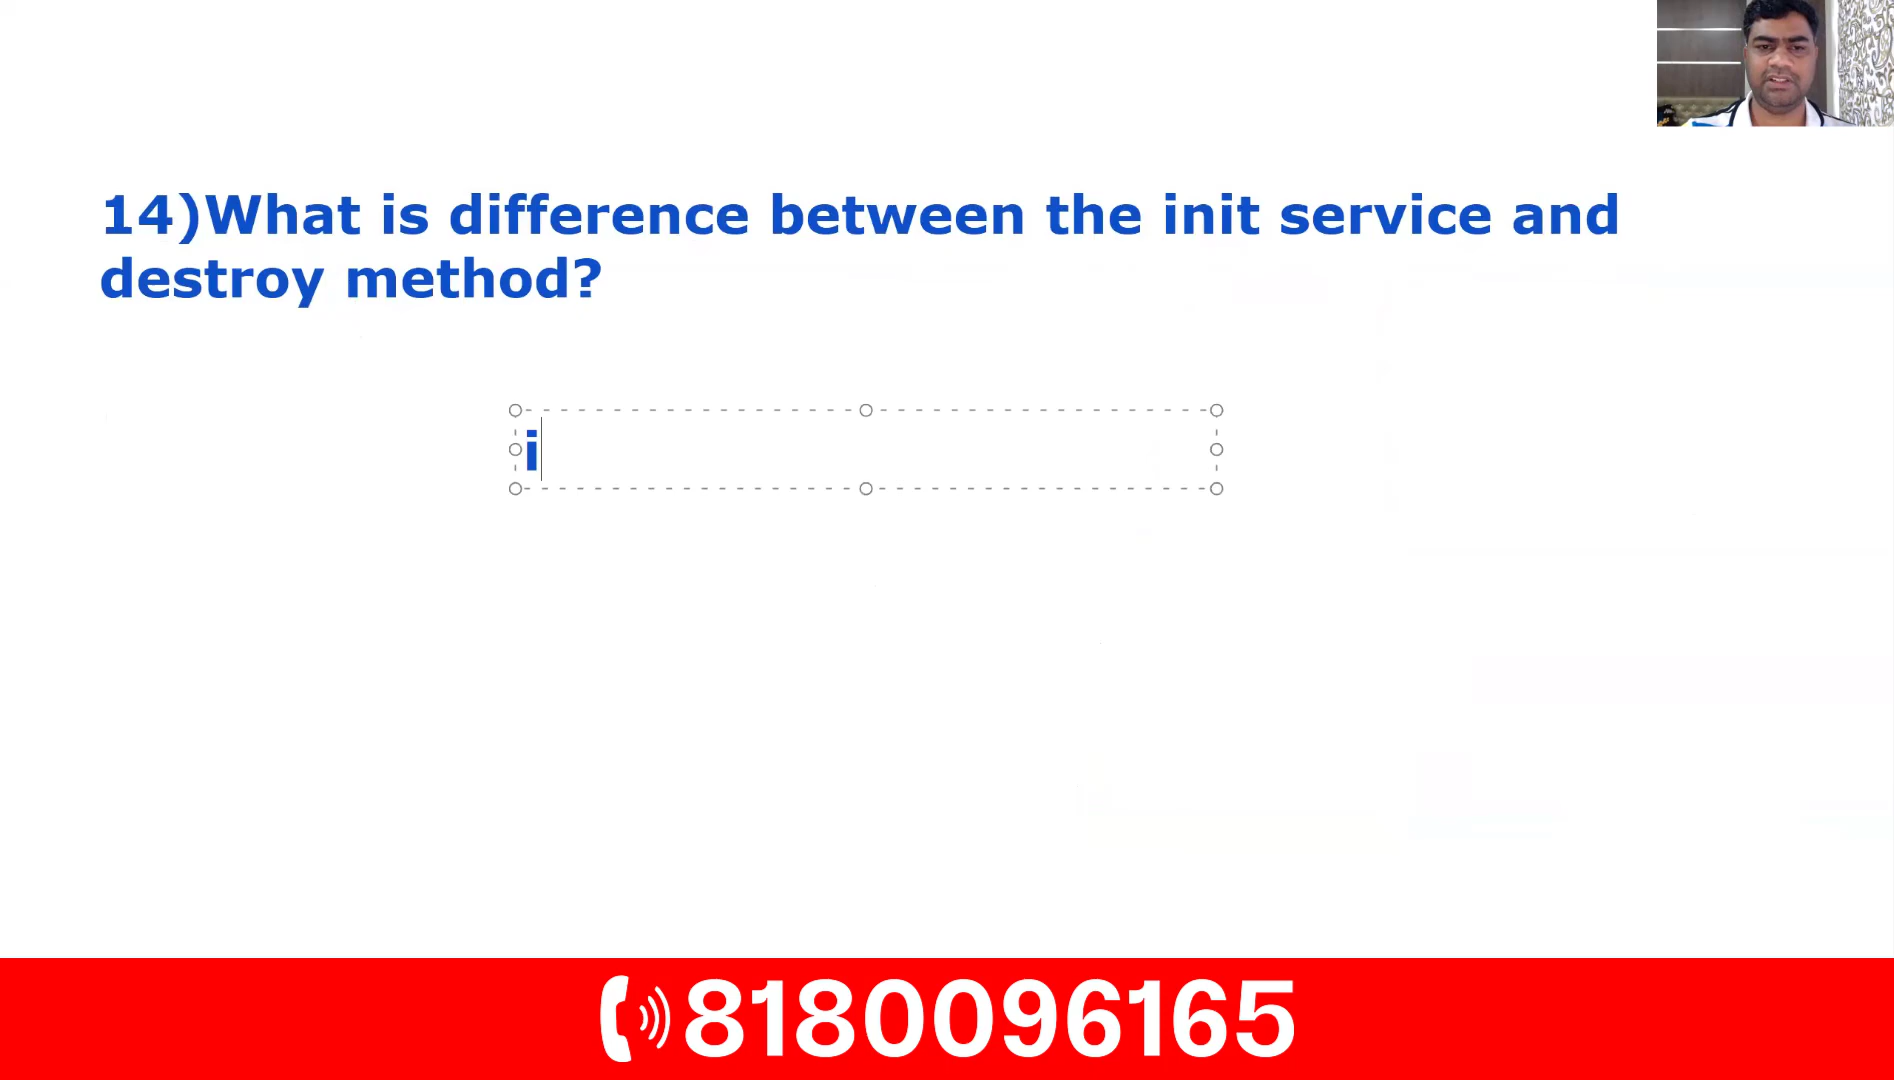 14)What is difference between the init service and
destroy method?
i
8180096165